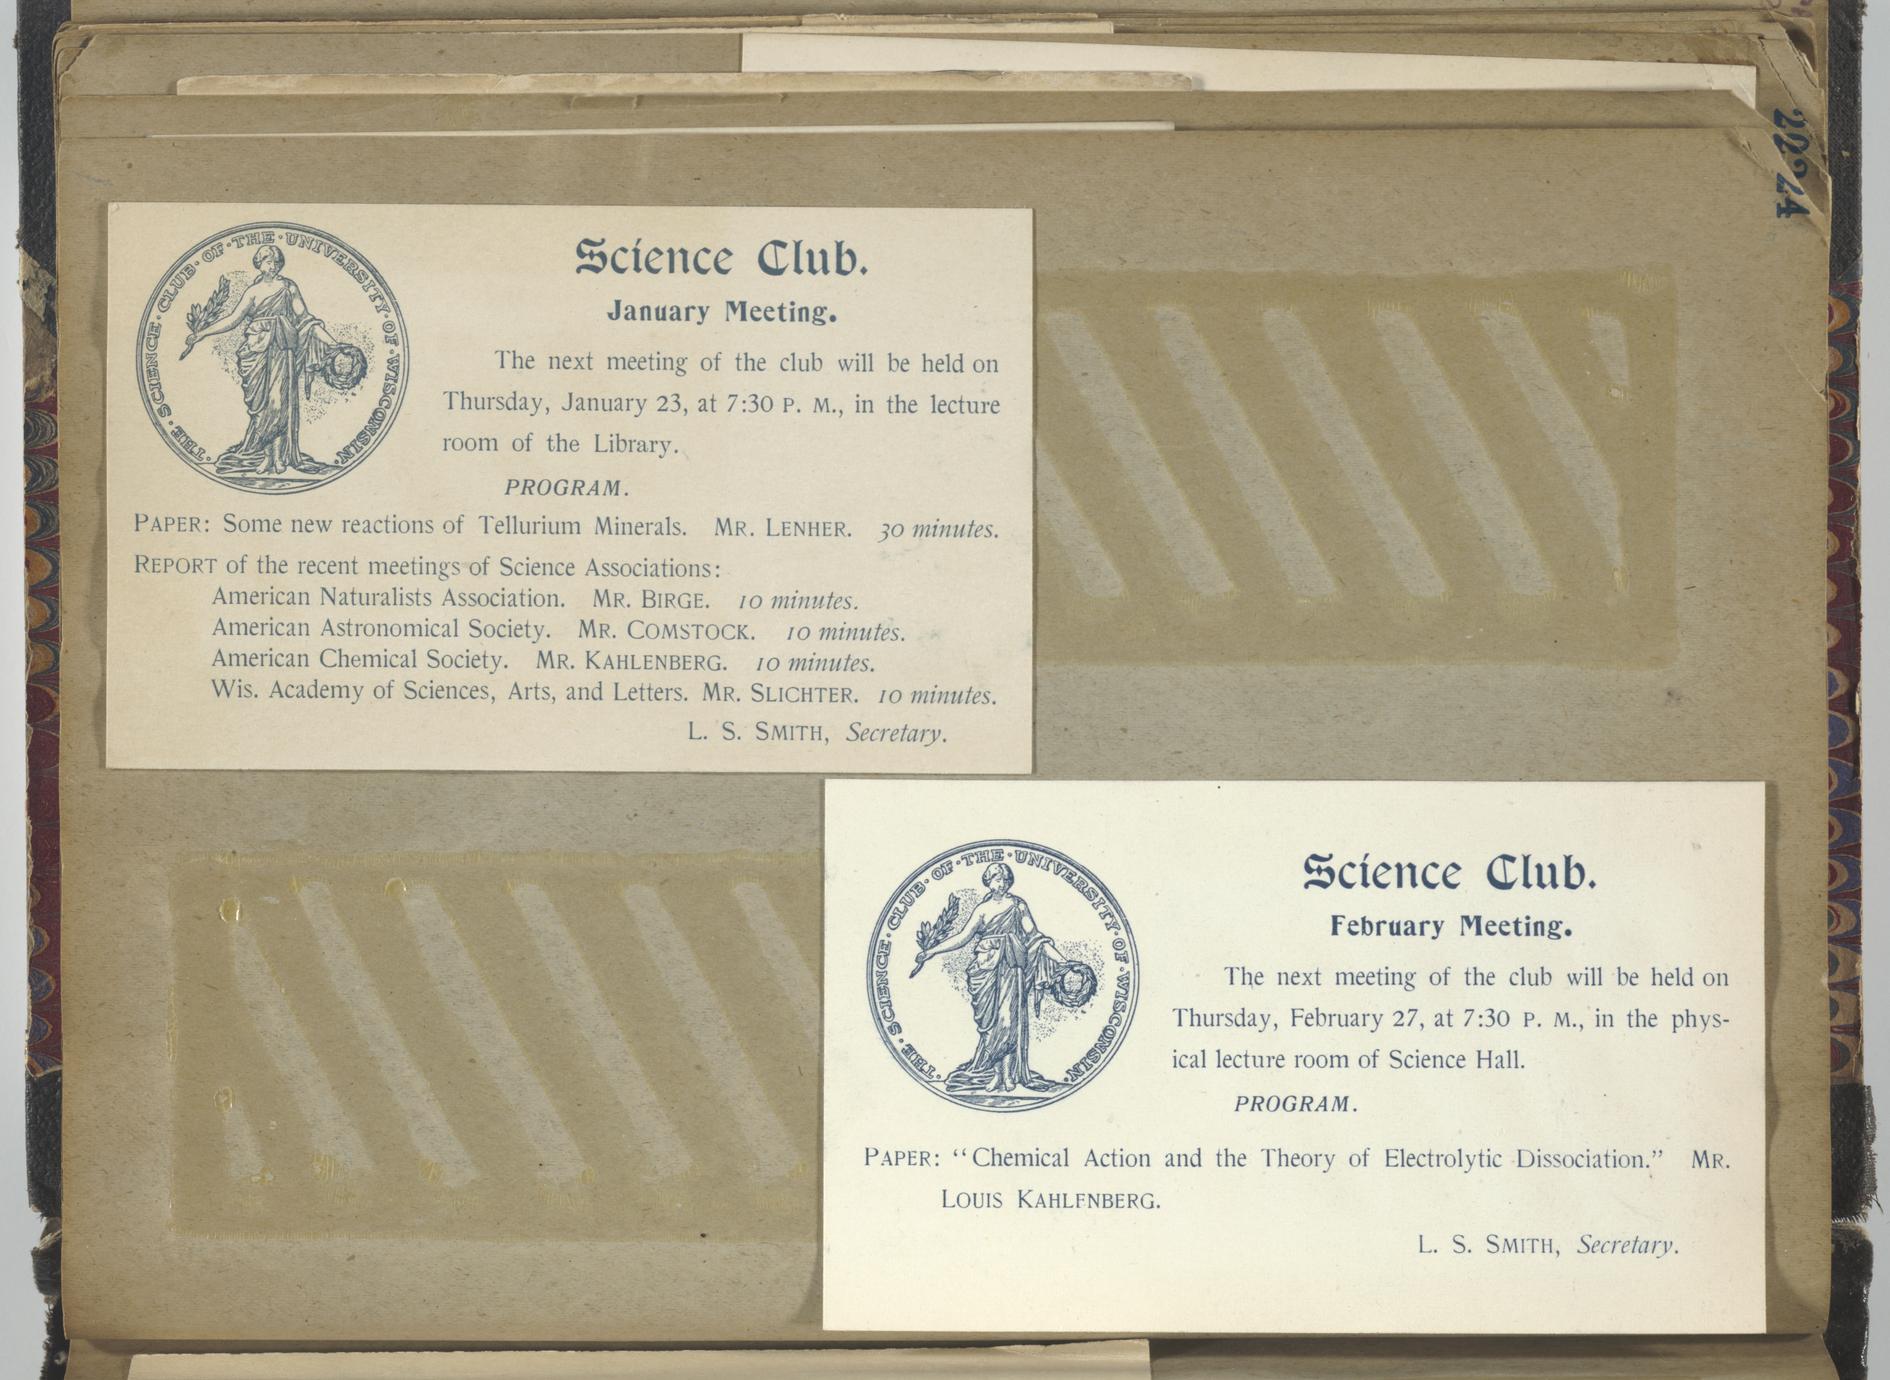 22244
THE · SCIENCE · CLUB · OF · THE · UNIVERSITY · OF · WISCONSIN ·
Science Club.
January Meeting.
The next meeting of the club will be held on
Thursday, January 23, at 7:30 P. M., in the lecture
room of the Library.
PROGRAM.
PAPER: Some new reactions of Tellurium Minerals. MR. LENHER. 30 minutes.
REPORT of the recent meetings of Science Associations:
American Naturalists Association. MR. BIRGE. 10 minutes.
American Astronomical Society. MR. COMSTOCK. 10 minutes.
American Chemical Society. MR. KAHLENBERG. 10 minutes.
Wis. Academy of Sciences, Arts, and Letters. MR. SLICHTER. 10 minutes.
L. S. SMITH, Secretary.
THE · SCIENCE · CLUB · OF · THE · UNIVERSITY · OF · WISCONSIN ·
Science Club.
February Meeting.
The next meeting of the club will be held on
Thursday, February 27, at 7:30 P. M., in the phys-
ical lecture room of Science Hall.
PROGRAM.
PAPER: “Chemical Action and the Theory of Electrolytic Dissociation.” MR.
LOUIS KAHLENBERG.
L. S. SMITH, Secretary.